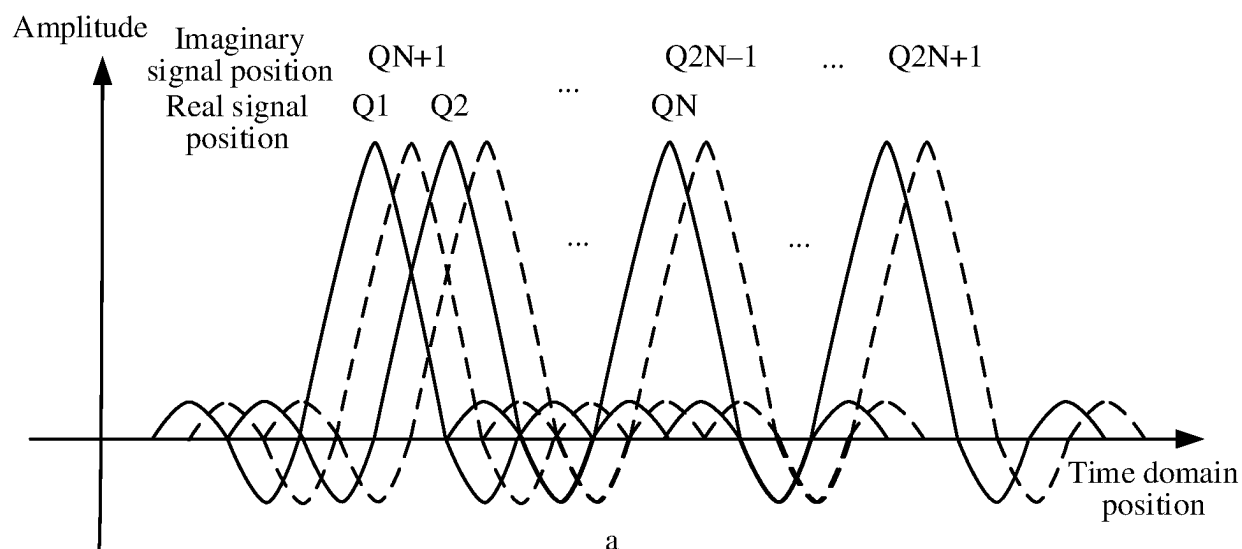 Amplitude
Imaginary
signal position
QN+1
...
Q2N–1
...
Q2N+1
Real signal
position
Q1
Q2
QN
...
...
Time domain
position
a